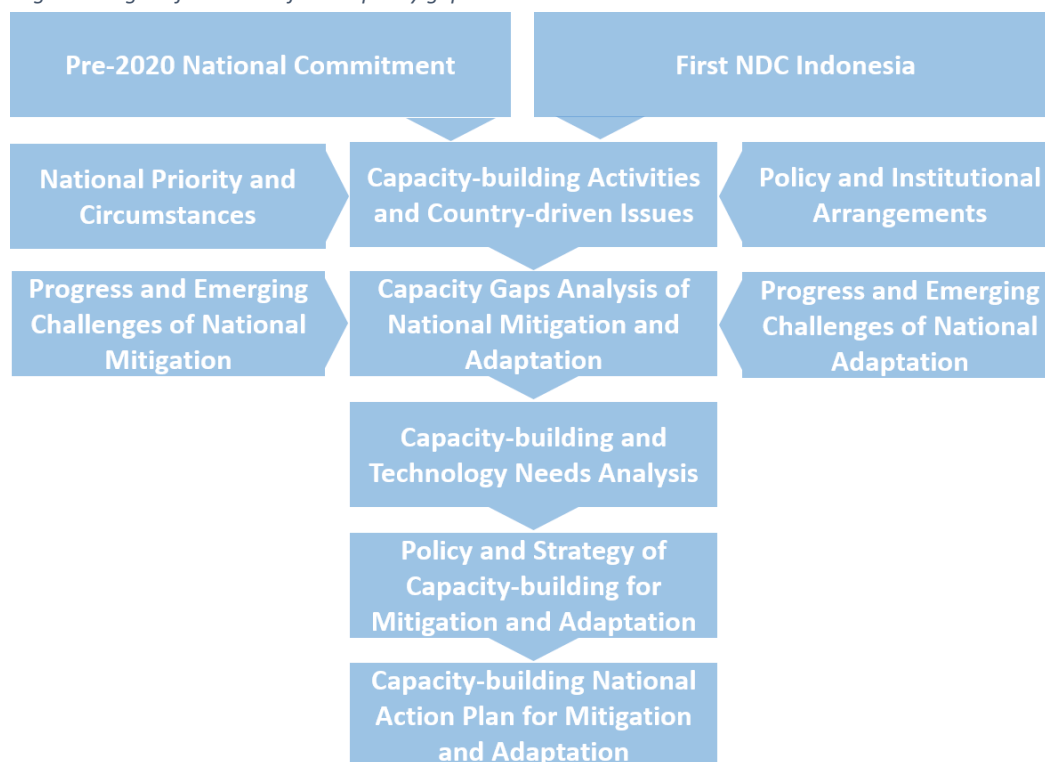 Pre-2020 National Commitment
First NDC Indonesia
National Priority and
Circumstances
Capacity-building Activities
and Country-driven Issues
Policy and Institutional
Arrangements
Progress and Emerging
Challenges of National
Mitigation
Capacity Gaps Analysis of
National Mitigation and
Adaptation
Progress and Emerging
Challenges of National
Adaptation
Capacity-building and
Technology Needs Analysis
Policy and Strategy of
Capacity-building for
Mitigation and Adaptation
Capacity-building National
Action Plan for Mitigation
and Adaptation